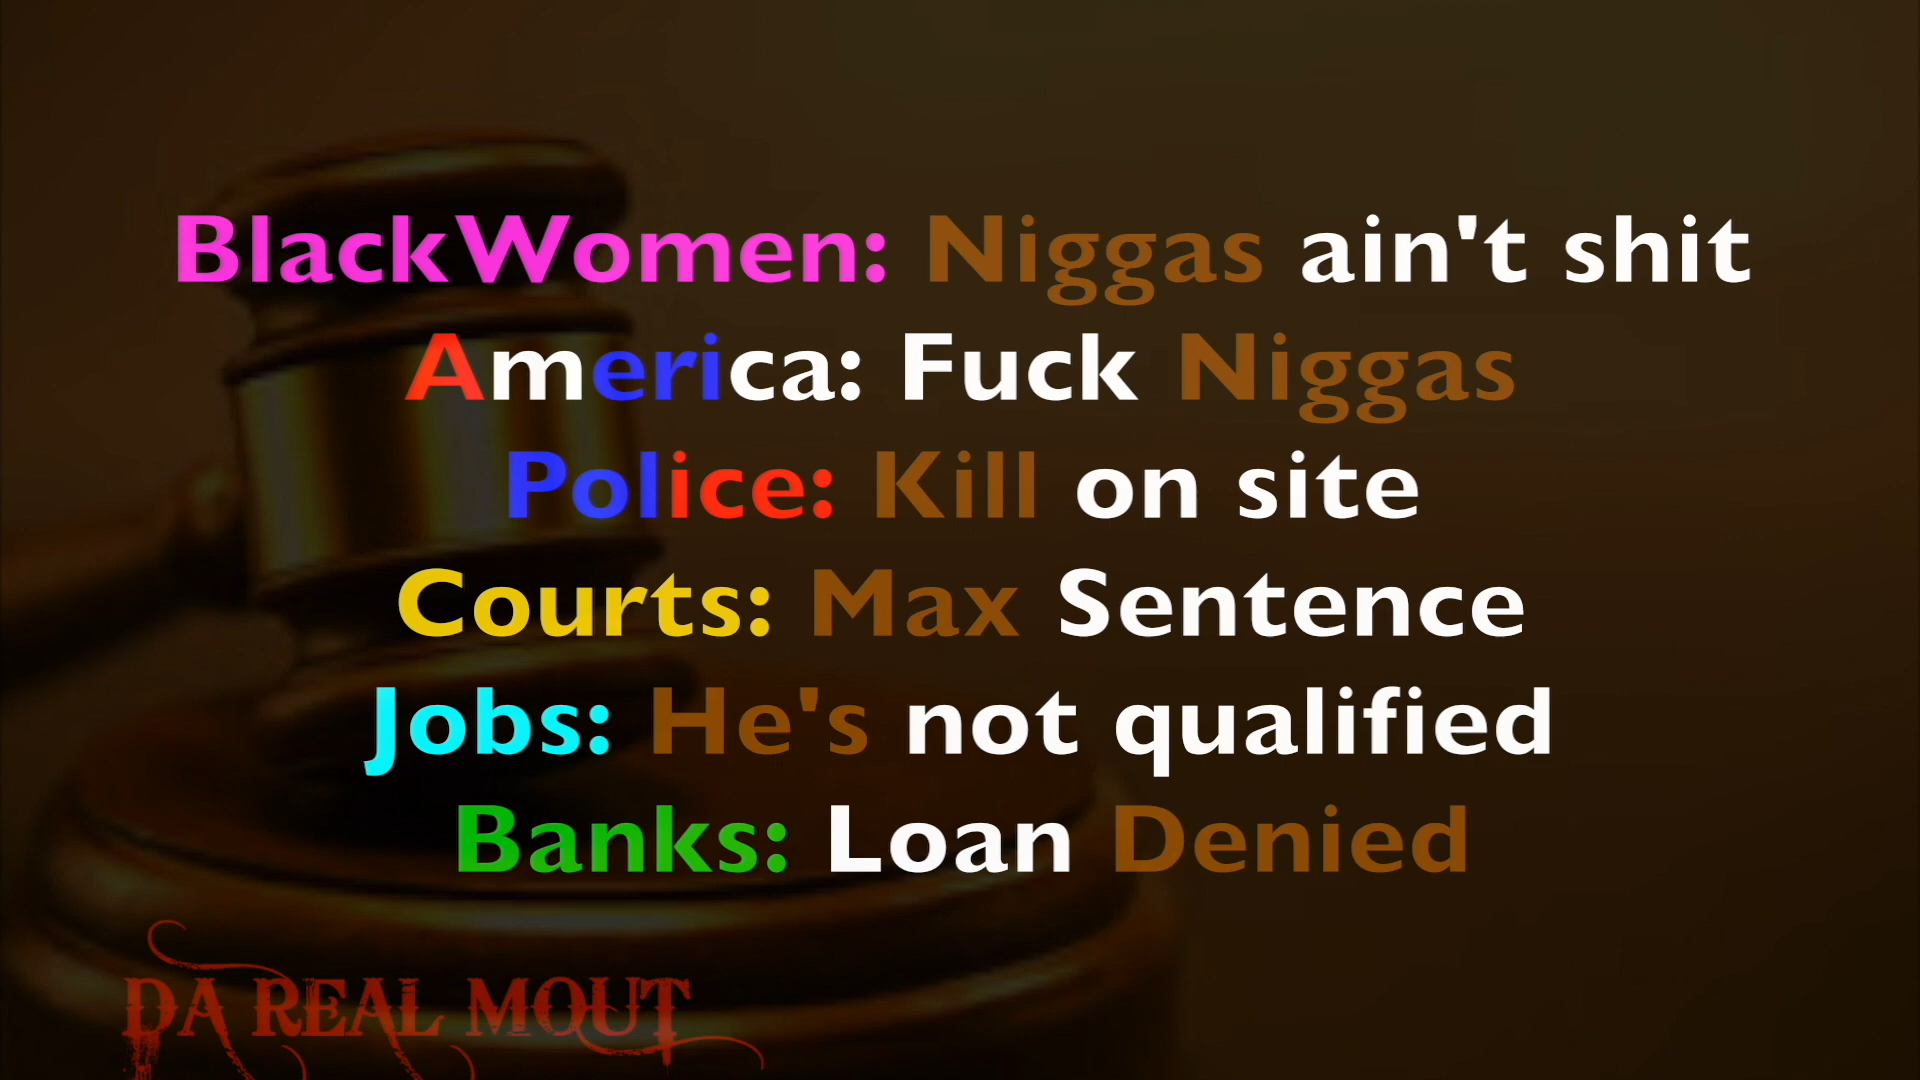 BlackWomen: Niggas ain't shit
America: Fuck Niggas
Police: Kill on site
Courts: Max Sentence
Jobs: He's not qualified
Banks: Loan Denied
DA REAL MOUT